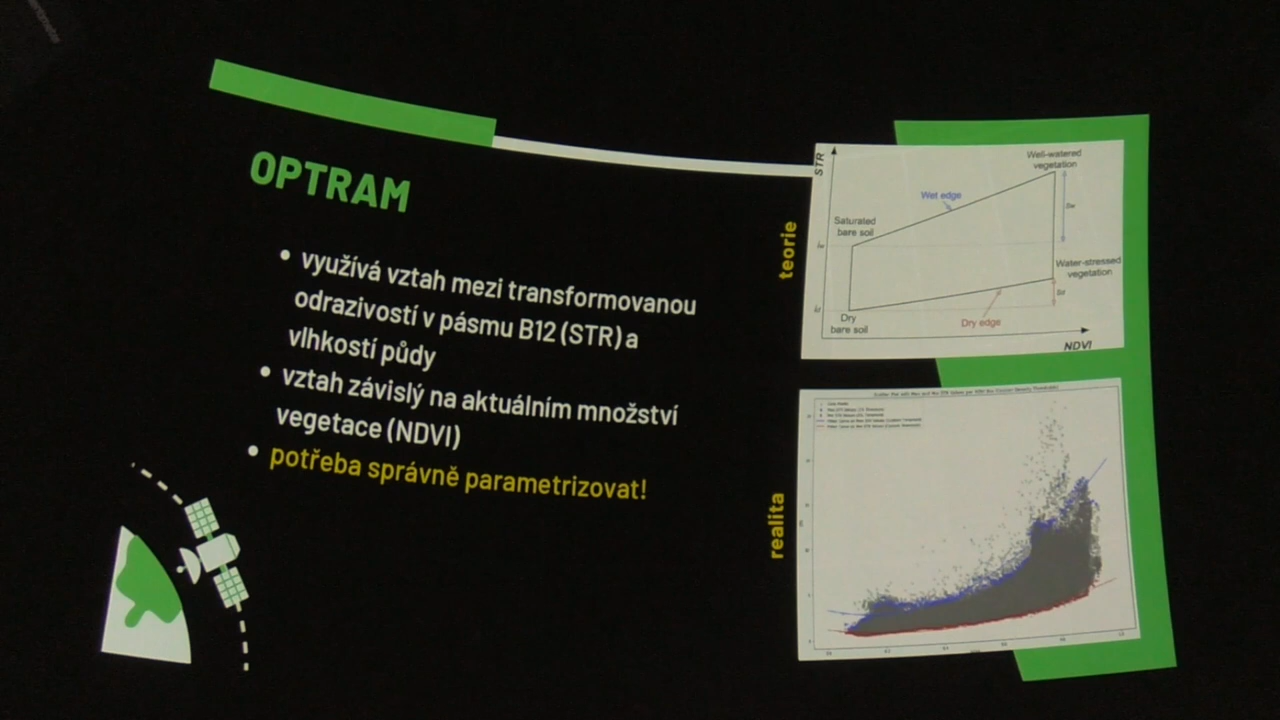 OPTRAM
• využívá vztah mezi transformovanou
odrazivostí v pásmu B12 (STR) a
vlhkostí půdy
• vztah závislý na aktuálním množství
vegetace (NDVI)
• potřeba správně parametrizovat!
teorie
STR
Well-watered
vegetation
Wet edge
Saturated
bare soil
Water-stressed
vegetation
Dry
bare soil
Dry edge
NDVI
realita